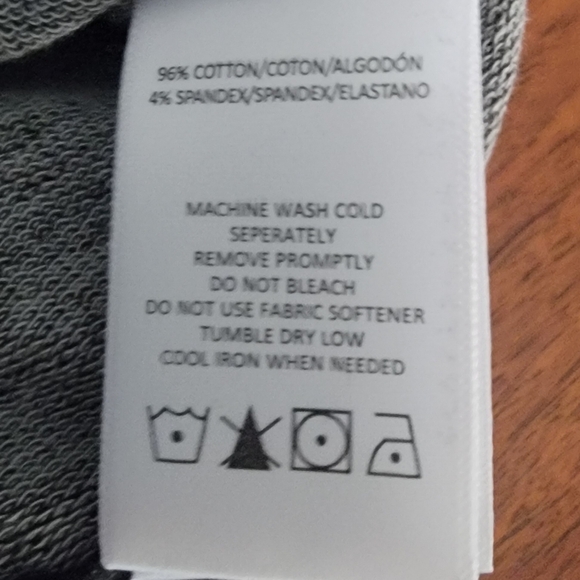 96% COTTON/COTON/ALGODÓN
4% SPANDEX/SPANDEX/ELASTANO
MACHINE WASH COLD
SEPERATELY
REMOVE PROMPTLY
DO NOT BLEACH
DO NOT USE FABRIC SOFTENER
TUMBLE DRY LOW
COOL IRON WHEN NEEDED